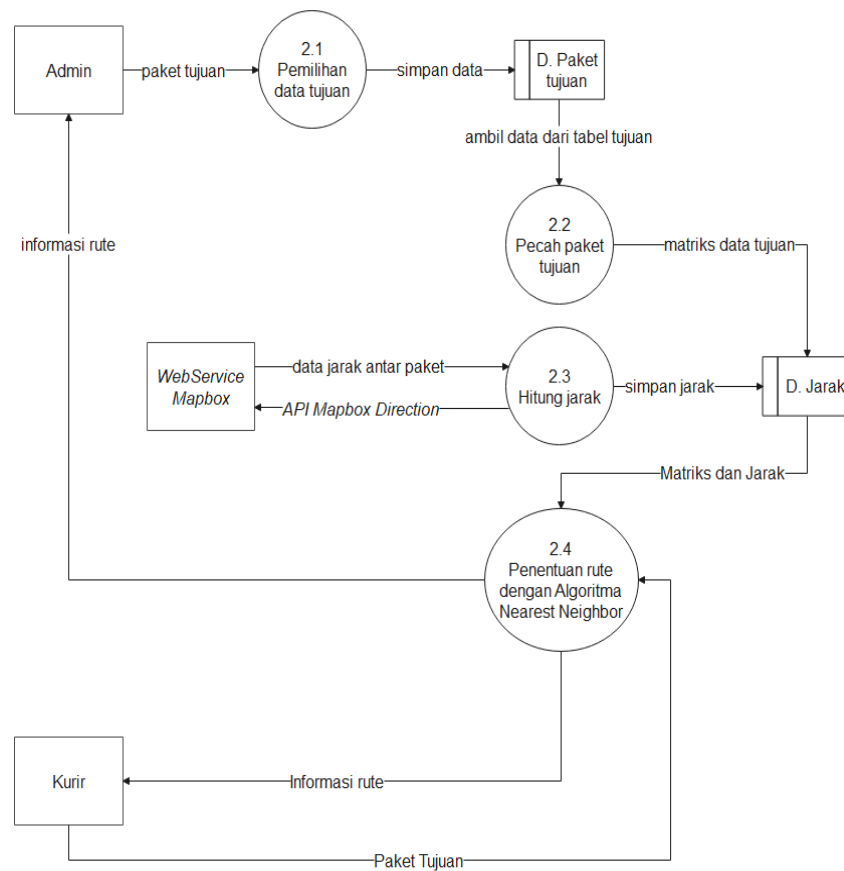 Admin
paket tujuan
2.1
Pemilihan
data tujuan
simpan data
D. Paket
tujuan
ambil data dari tabel tujuan
informasi rute
2.2
Pecah paket
tujuan
matriks data tujuan
WebService
Mapbox
data jarak antar paket
API Mapbox Direction
2.3
Hitung jarak
simpan jarak
D. Jarak
Matriks dan Jarak
2.4
Penentuan rute
dengan Algoritma
Nearest Neighbor
Kurir
Informasi rute
Paket Tujuan